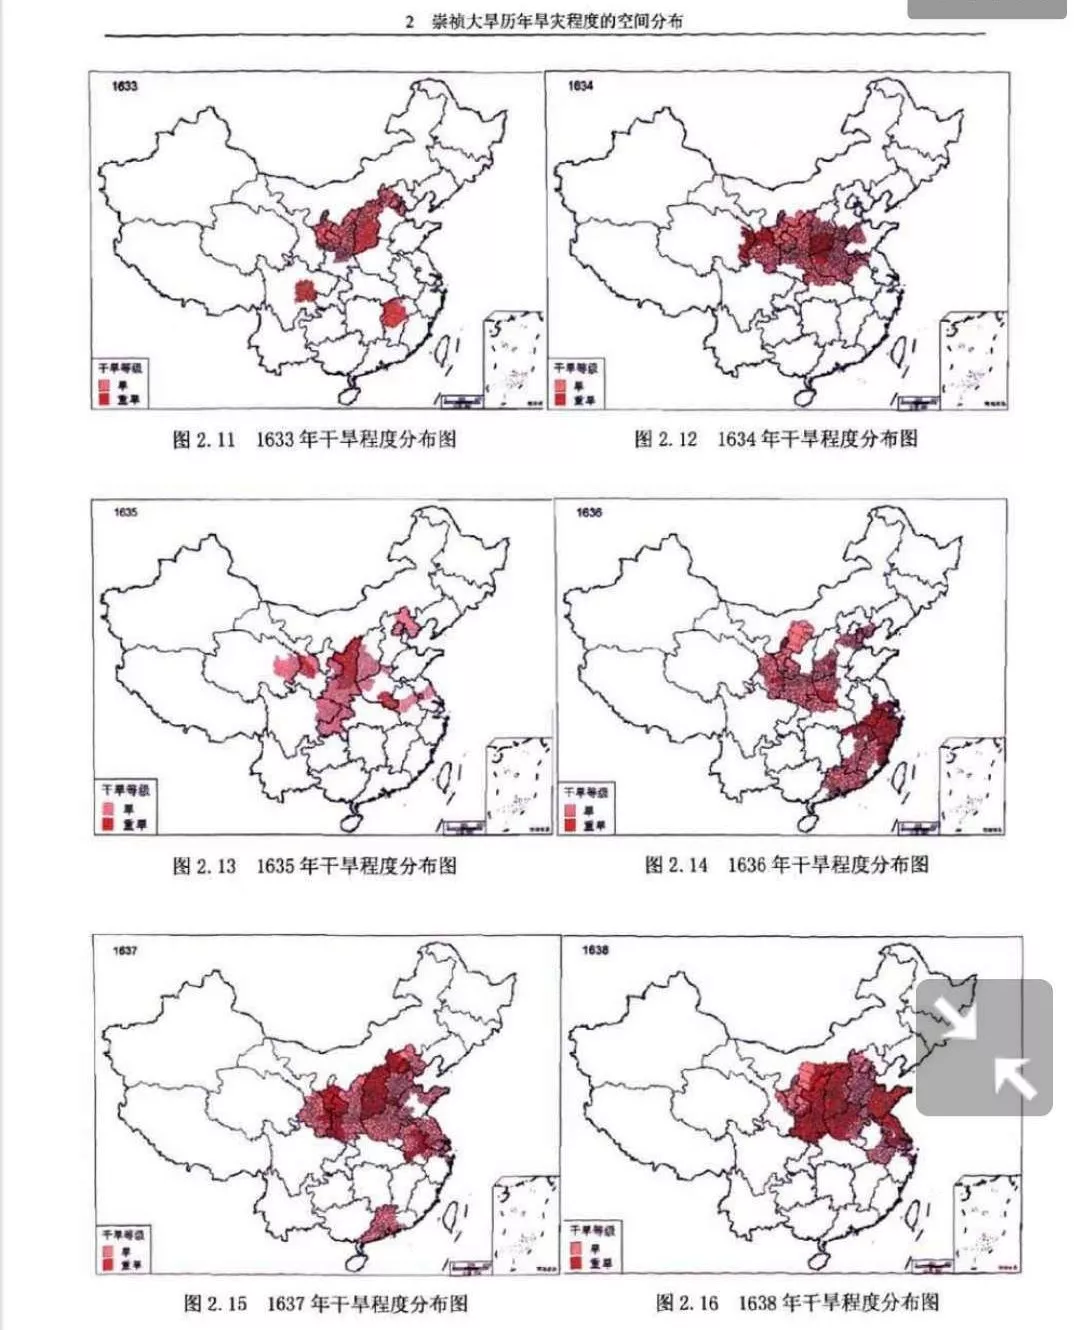 2 崇祯大旱历年旱灾程度的空间分布
1633
干旱等级
旱
重旱
1634
干旱等级
旱
重旱
图 2.11 1633 年干旱程度分布图
图 2.12 1634 年干旱程度分布图
1635
干旱等级
旱
重旱
1636
干旱等级
旱
重旱
图 2.13 1635 年干旱程度分布图
图 2.14 1636 年干旱程度分布图
1637
干旱等级
旱
重旱
1638
干旱等级
旱
重旱
图 2.15 1637 年干旱程度分布图
图 2.16 1638 年干旱程度分布图